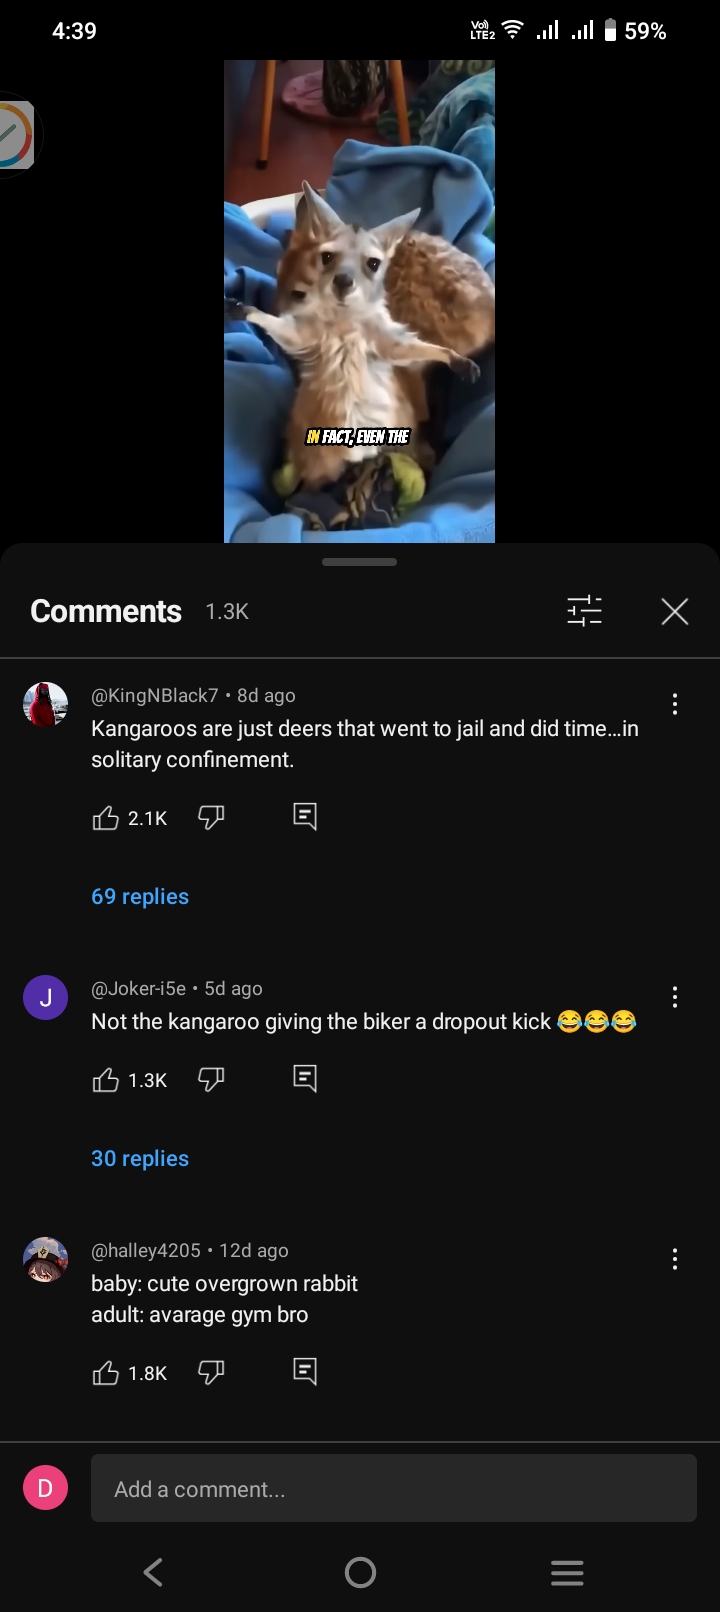 4:39
Vo))
LTE2
59%
IN FACT, EVEN THE
Comments 1.3K
@KingNBlack7 • 8d ago
Kangaroos are just deers that went to jail and did time...in
solitary confinement.
2.1K
69 replies
J
@Joker-i5e • 5d ago
Not the kangaroo giving the biker a dropout kick 😂😂😂
1.3K
30 replies
@halley4205 • 12d ago
baby: cute overgrown rabbit
adult: avarage gym bro
1.8K
D
Add a comment...